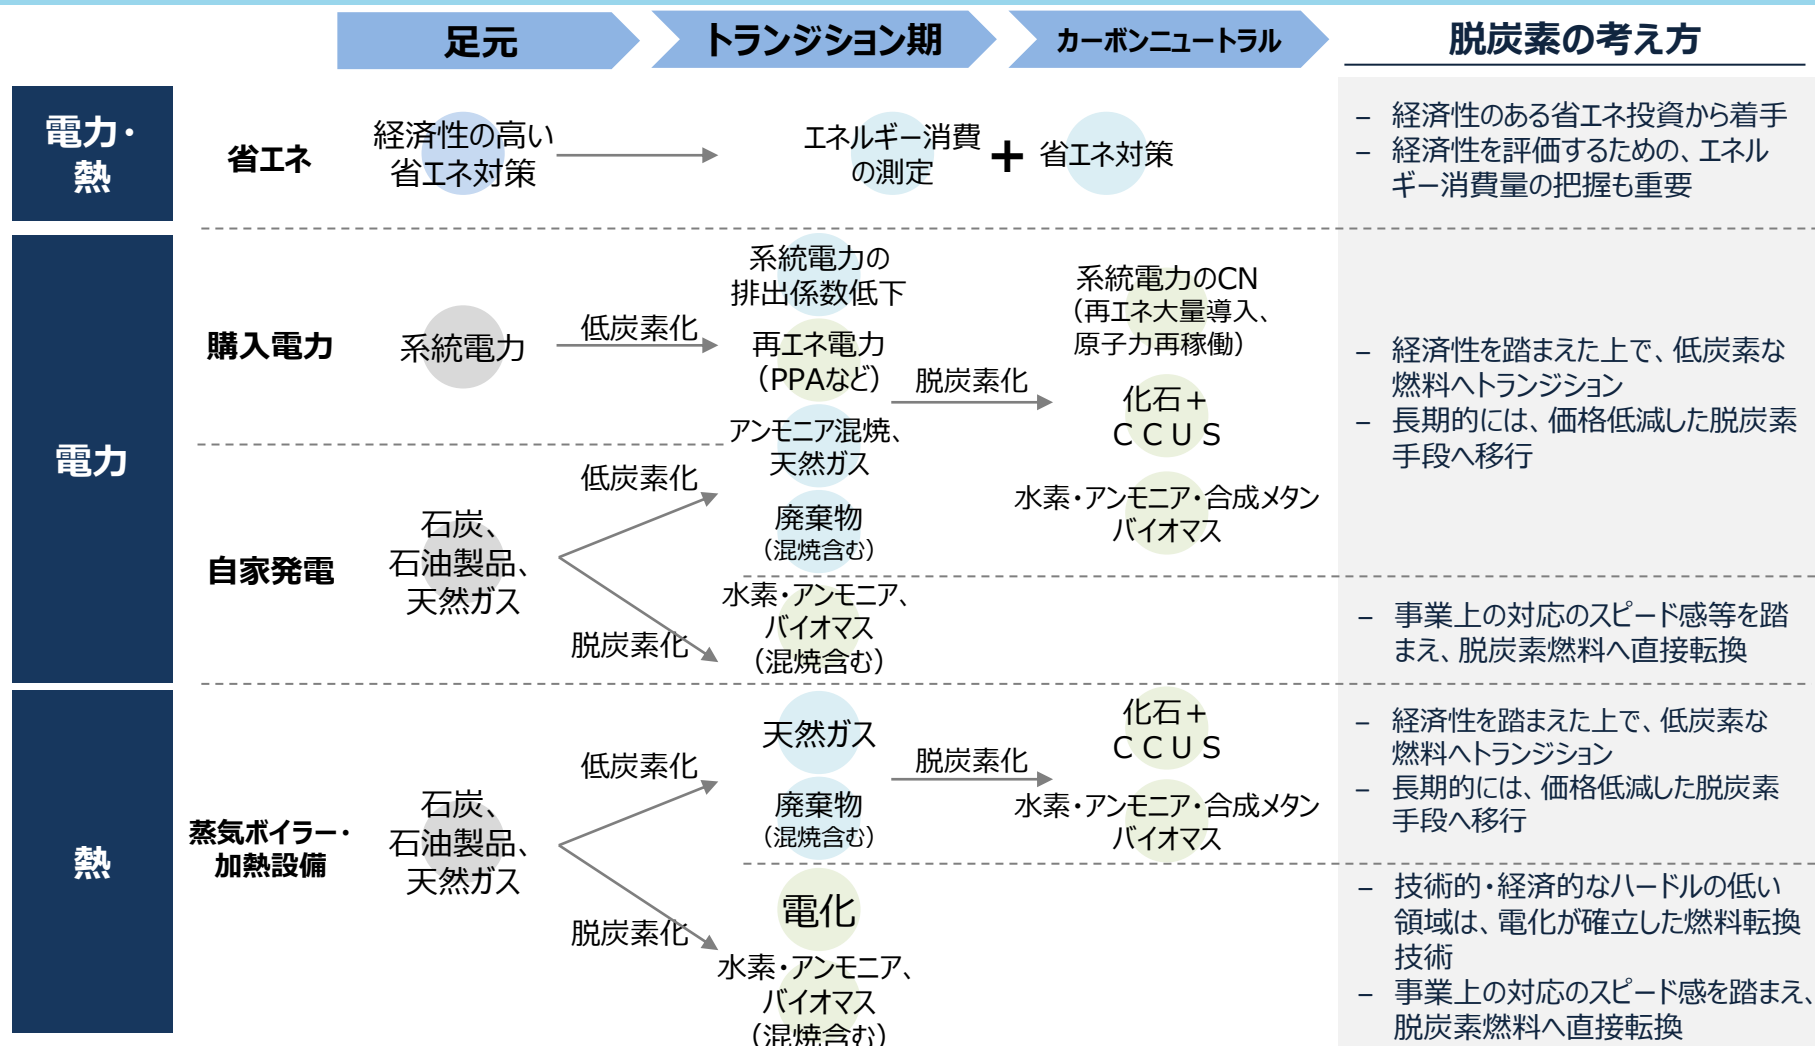 足元
トランジション期
カーボンニュートラル
脱炭素の考え方
電力・
熱
省エネ
経済性の高い
省エネ対策
エネルギー消費
の測定
+
省エネ対策
– 経済性のある省エネ投資から着手
– 経済性を評価するための、エネル
ギー消費量の把握も重要
電力
購入電力
系統電力
低炭素化
系統電力の
排出係数低下
再エネ電力
（PPAなど）
脱炭素化
系統電力のCN
（再エネ大量導入、
原子力再稼働）
化石＋
ＣＣＵＳ
水素・アンモニア・合成メタン
バイオマス
– 経済性を踏まえた上で、低炭素な
燃料へトランジション
– 長期的には、価格低減した脱炭素
手段へ移行
自家発電
石炭、
石油製品、
天然ガス
低炭素化
アンモニア混焼、
天然ガス
廃棄物
（混焼含む）
脱炭素化
水素・アンモニア、
バイオマス
（混焼含む）
– 事業上の対応のスピード感等を踏
まえ、脱炭素燃料へ直接転換
熱
蒸気ボイラー・
加熱設備
石炭、
石油製品、
天然ガス
低炭素化
天然ガス
廃棄物
（混焼含む）
脱炭素化
化石＋
ＣＣＵＳ
水素・アンモニア・合成メタン
バイオマス
– 経済性を踏まえた上で、低炭素な
燃料へトランジション
– 長期的には、価格低減した脱炭素
手段へ移行
脱炭素化
電化
水素・アンモニア、
バイオマス
（混焼含む）
– 技術的・経済的なハードルの低い
領域は、電化が確立した燃料転換
技術
– 事業上の対応のスピード感を踏まえ、
脱炭素燃料へ直接転換